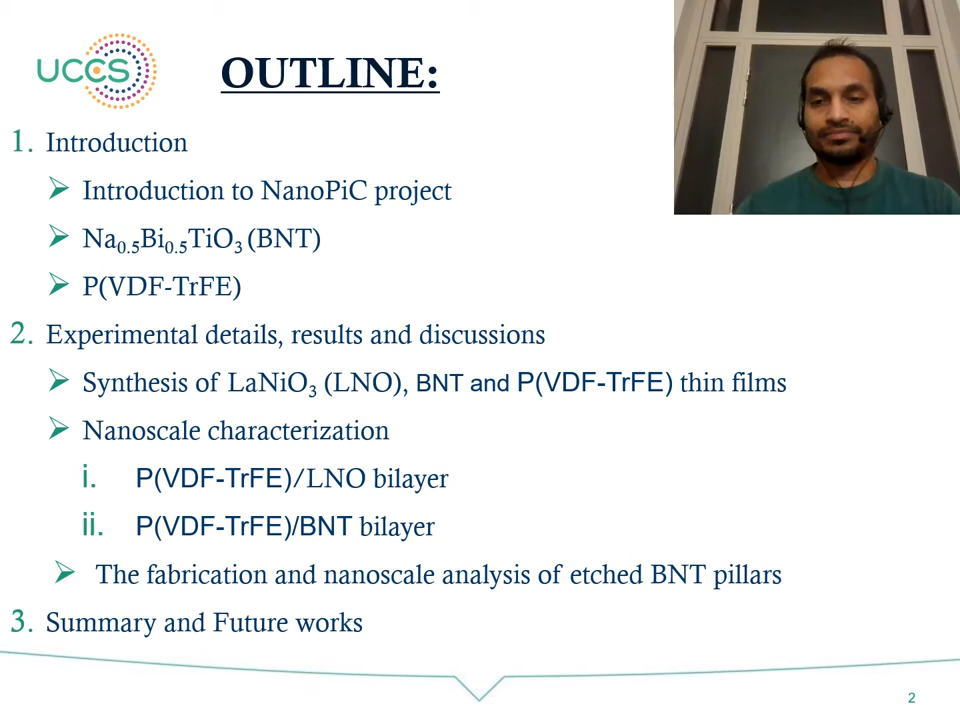 UCCS
OUTLINE:
1. Introduction
➢ Introduction to NanoPiC project
➢ Na₀.₅Bi₀.₅TiO₃ (BNT)
➢ P(VDF-TrFE)
2. Experimental details, results and discussions
➢ Synthesis of LaNiO₃ (LNO), BNT and P(VDF-TrFE) thin films
➢ Nanoscale characterization
i. P(VDF-TrFE)/LNO bilayer
ii. P(VDF-TrFE)/BNT bilayer
➢ The fabrication and nanoscale analysis of etched BNT pillars
3. Summary and Future works
2